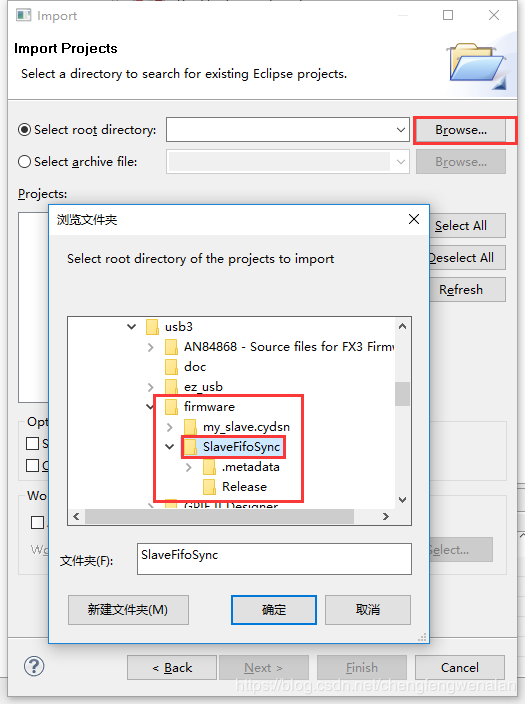 Import
Import Projects
Select a directory to search for existing Eclipse projects.
Select root directory:
Browse...
Select archive file:
Browse...
Projects:
浏览文件夹
Select All
Deselect All
Refresh
Select root directory of the projects to import
usb3
AN84868 - Source files for FX3 Firmw
doc
ez_usb
firmware
my_slave.cydsn
SlaveFifoSync
.metadata
Release
GPIF II Designer
Opt
S
C
Wo
Wo
elect...
文件夹(F):
SlaveFifoSync
新建文件夹(M)
确定
取消
?
< Back
Next >
Finish
Cancel
https://blog.csdn.net/chenglengwenalan